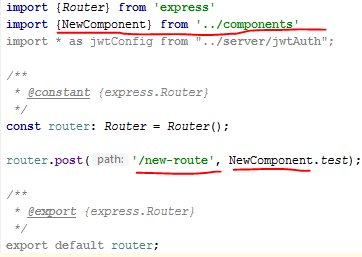 import {Router} from 'express'
import {NewComponent} from '../components'
import * as jwtConfig from "../server/jwtAuth";
/**
* @constant {express.Router}
*/
const router: Router = Router();
router.post( path: '/new-route', NewComponent.test);
/**
* @export {express.Router}
*/
export default router;